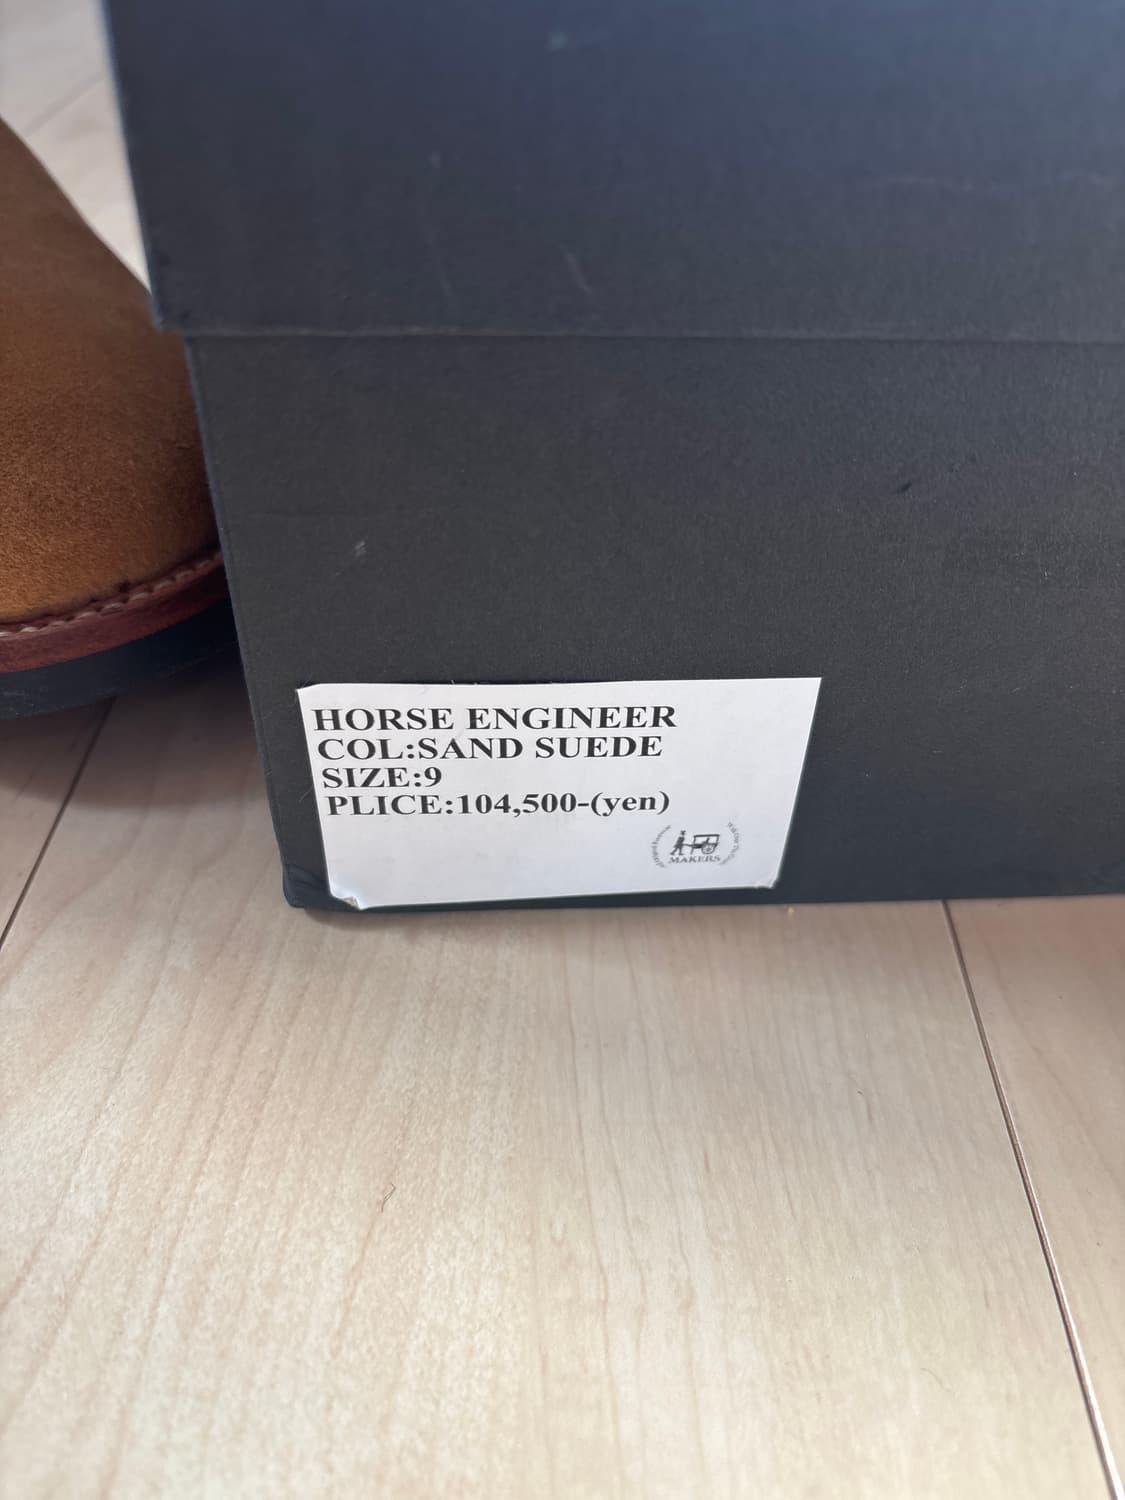 HORSE ENGINEER
COL:SAND SUEDE
SIZE:9
PLICE:104,500-(yen)
MAKERS